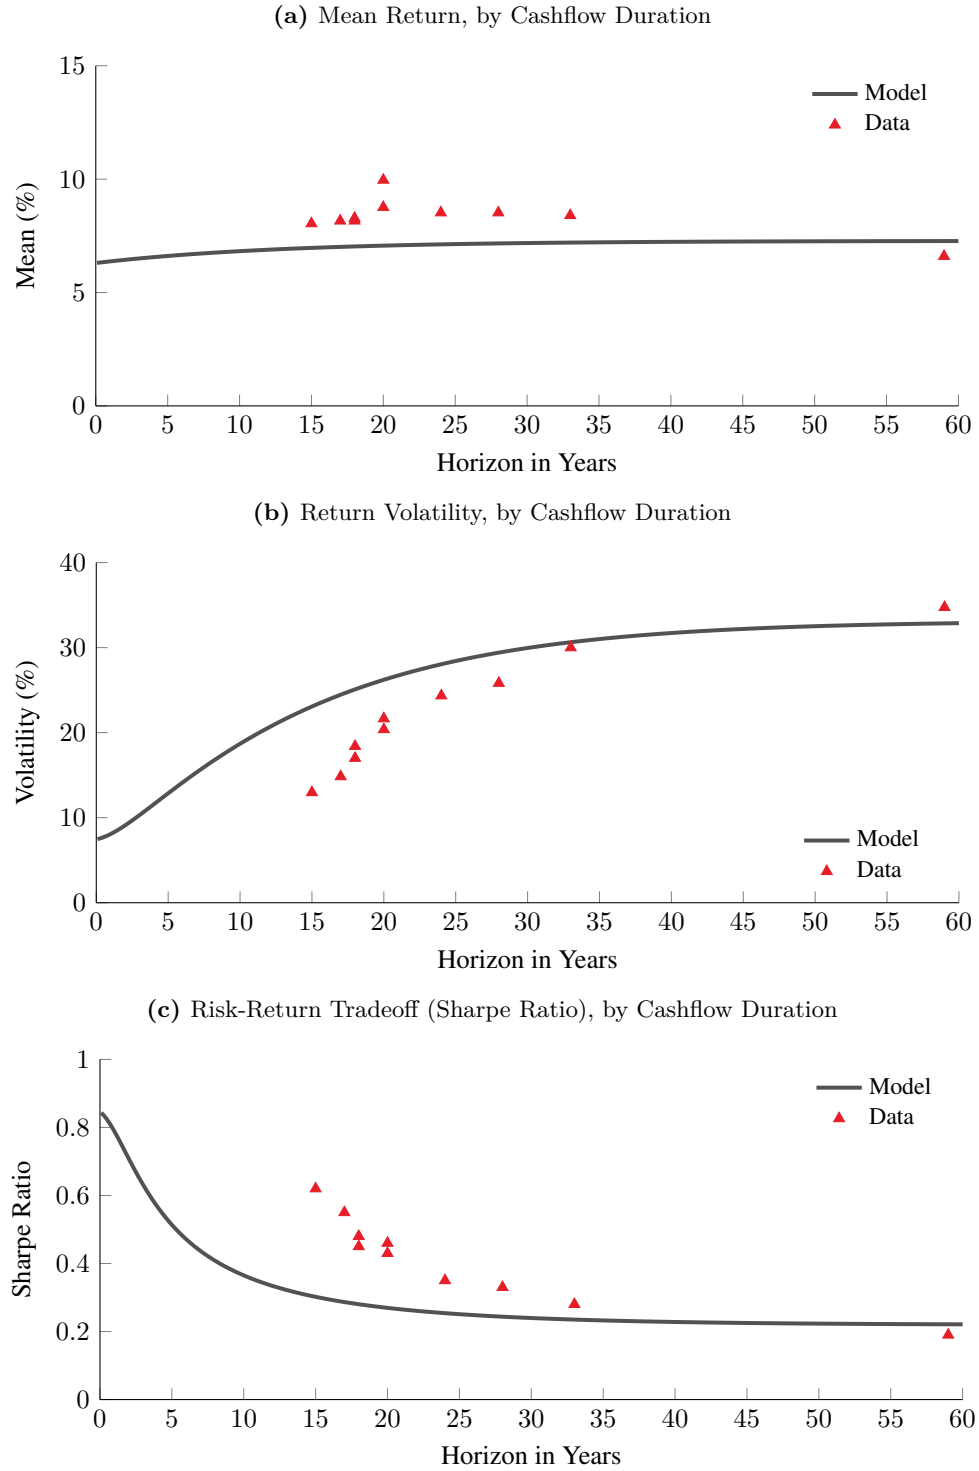 (a) Mean Return, by Cashflow Duration
15
10
5
0
Mean (%)
Model
Data
0 5 10 15 20 25 30 35 40 45 50 55 60
Horizon in Years
(b) Return Volatility, by Cashflow Duration
40
30
20
10
0
Volatility (%)
Model
Data
0 5 10 15 20 25 30 35 40 45 50 55 60
Horizon in Years
(c) Risk-Return Tradeoff (Sharpe Ratio), by Cashflow Duration
1
0.8
0.6
0.4
0.2
0
Sharpe Ratio
Model
Data
0 5 10 15 20 25 30 35 40 45 50 55 60
Horizon in Years